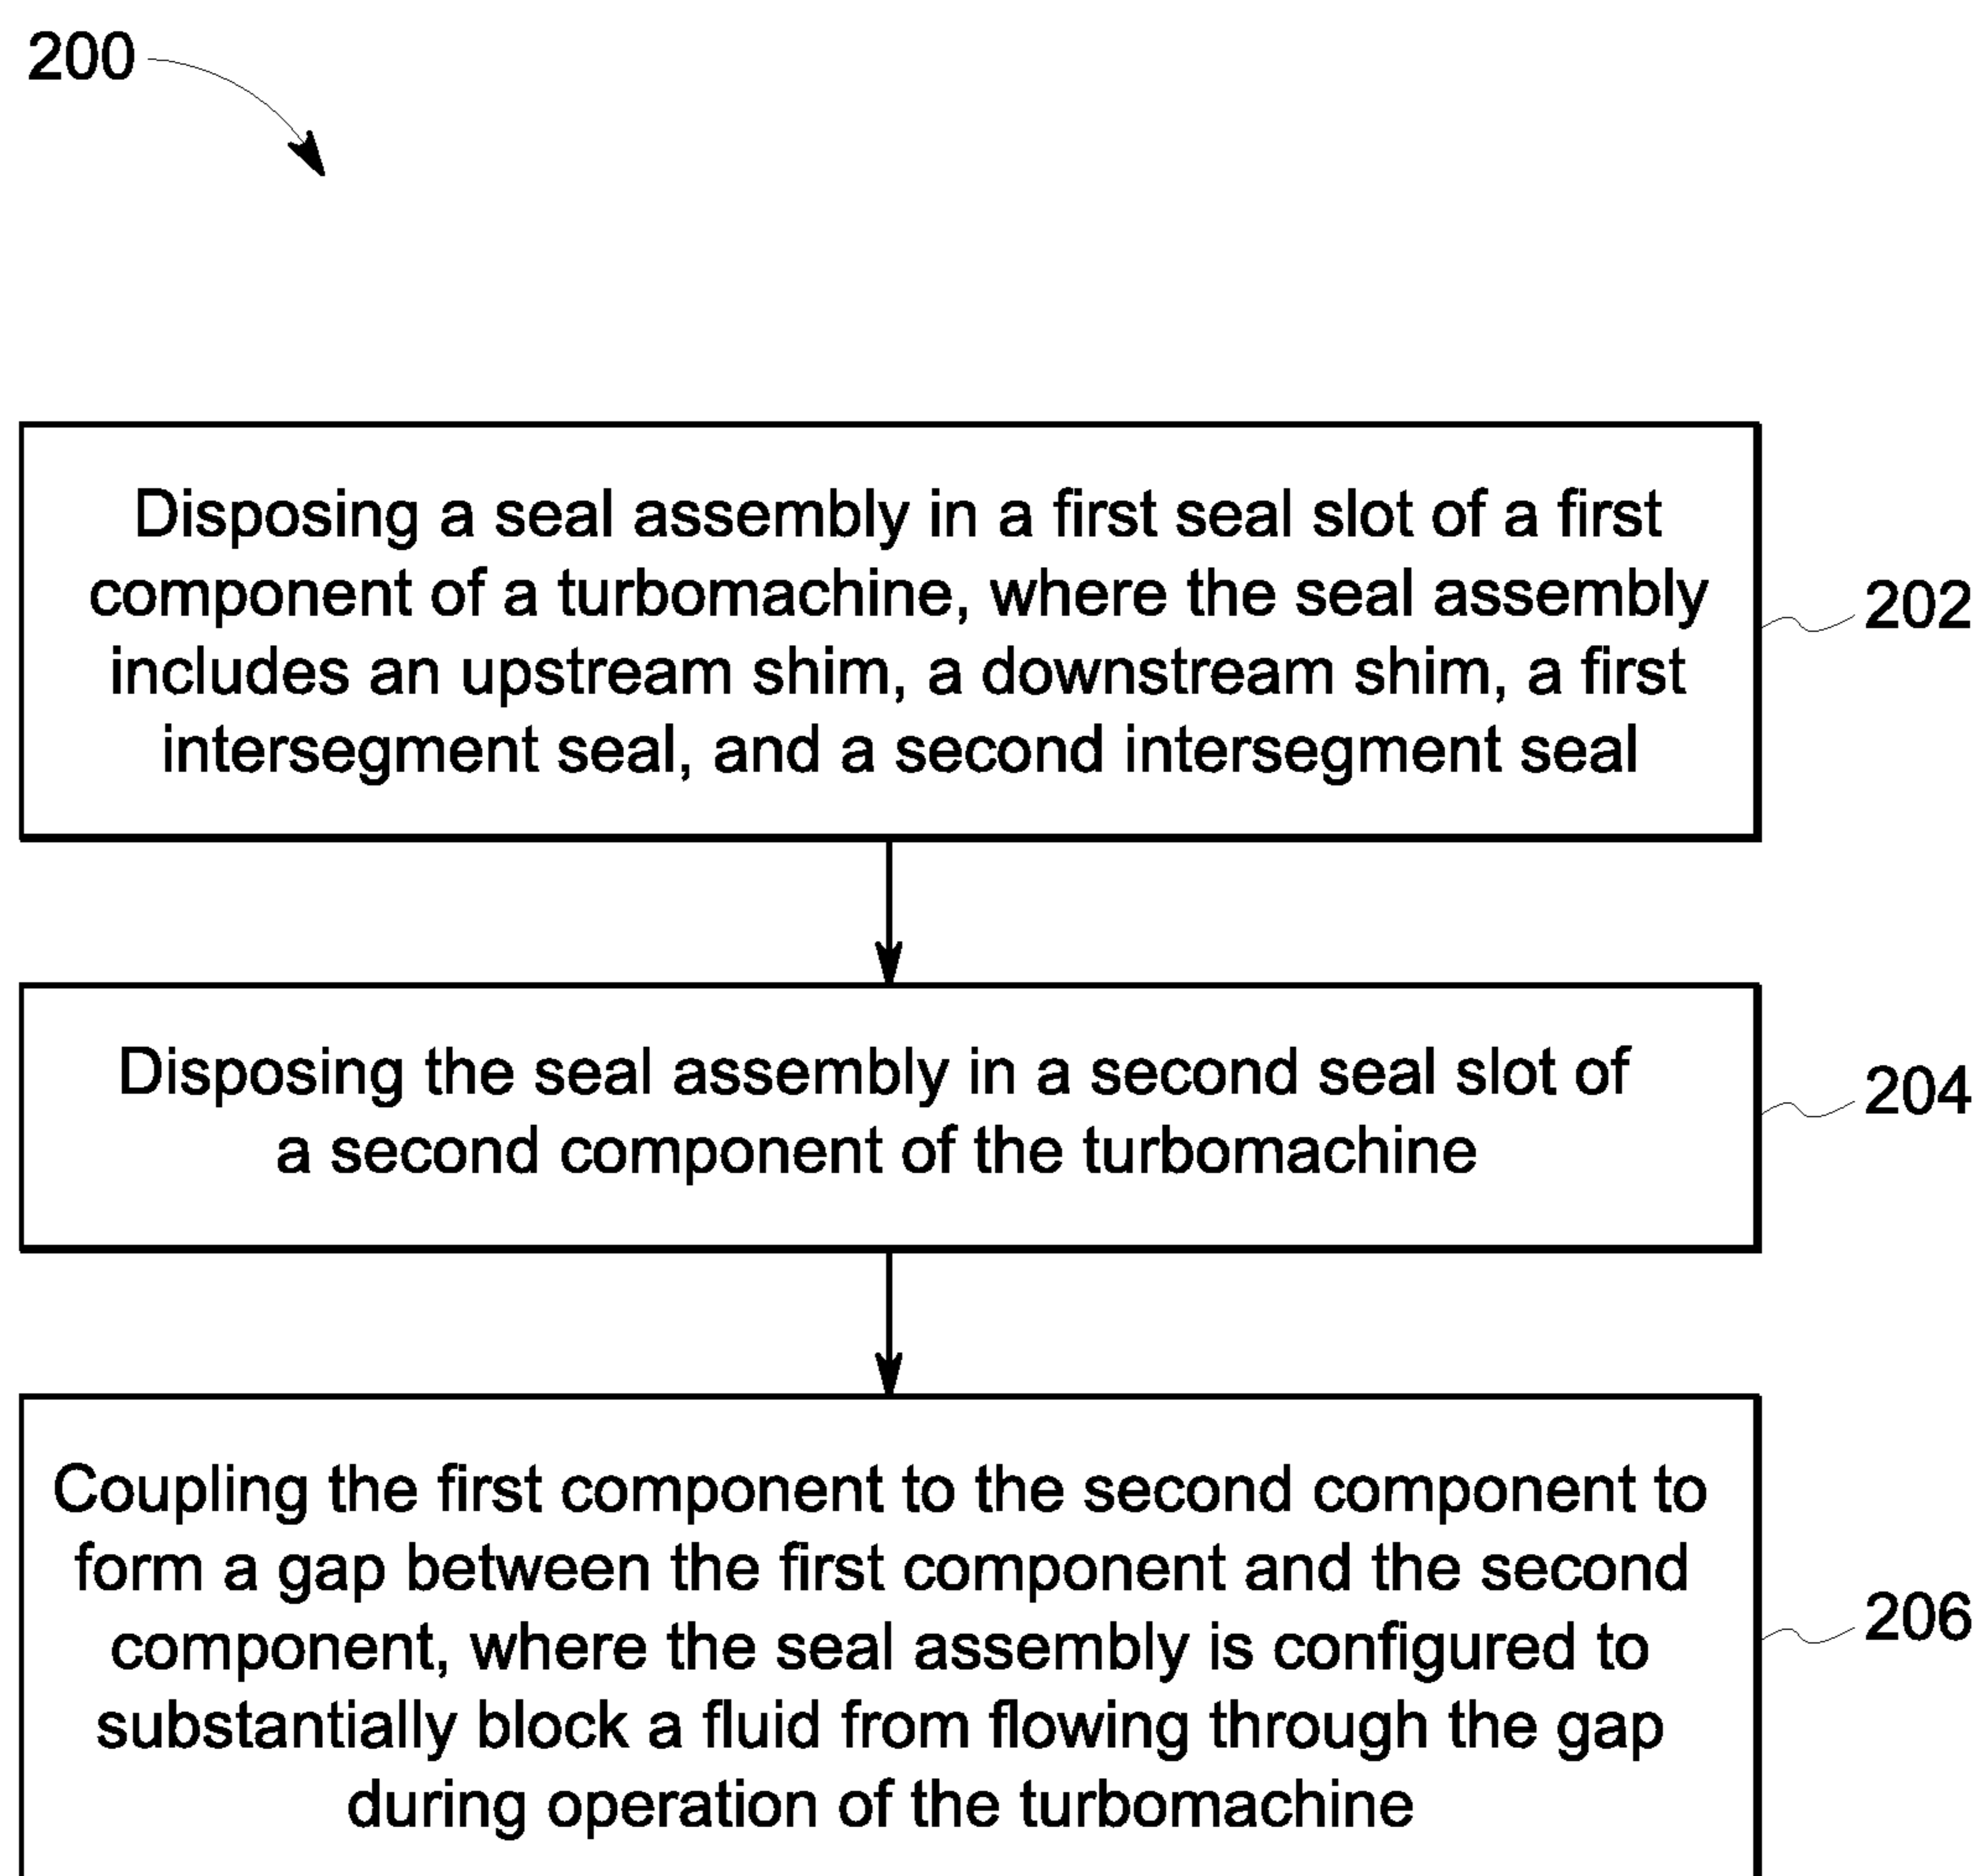 200
Disposing a seal assembly in a first seal slot of a first
component of a turbomachine, where the seal assembly
includes an upstream shim, a downstream shim, a first
intersegment seal, and a second intersegment seal
202
Disposing the seal assembly in a second seal slot of
a second component of the turbomachine
204
Coupling the first component to the second component to
form a gap between the first component and the second
component, where the seal assembly is configured to
substantially block a fluid from flowing through the gap
during operation of the turbomachine
206